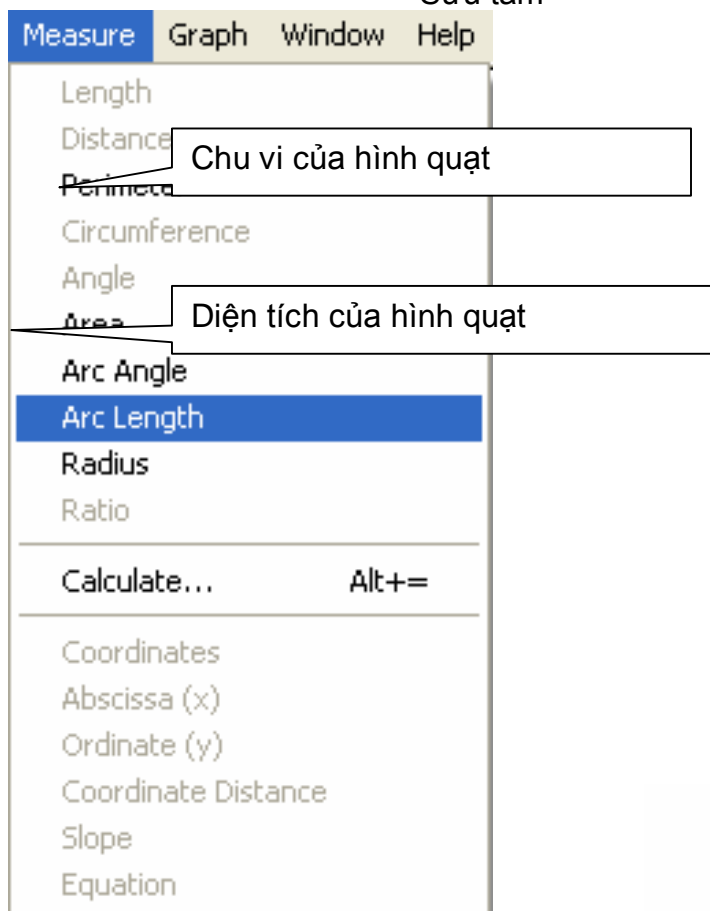 Measure Graph Window Help
Length
Chu vi của hình quạt
Circumference
Angle
Diện tích của hình quạt
Area
Arc Angle
Arc Length
Radius
Ratio
Calculate... Alt+=
Coordinates
Abscissa (x)
Ordinate (y)
Coordinate Distance
Slope
Equation